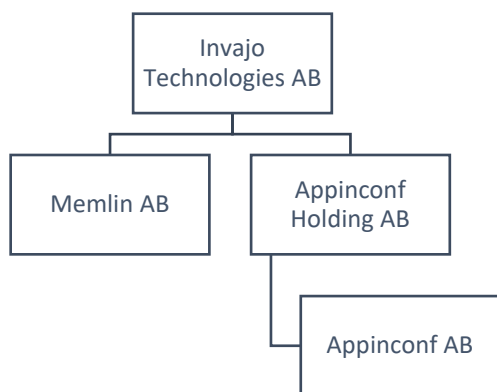 Invajo
Technologies AB
Memlin AB
Appinconf
Holding AB
Appinconf AB